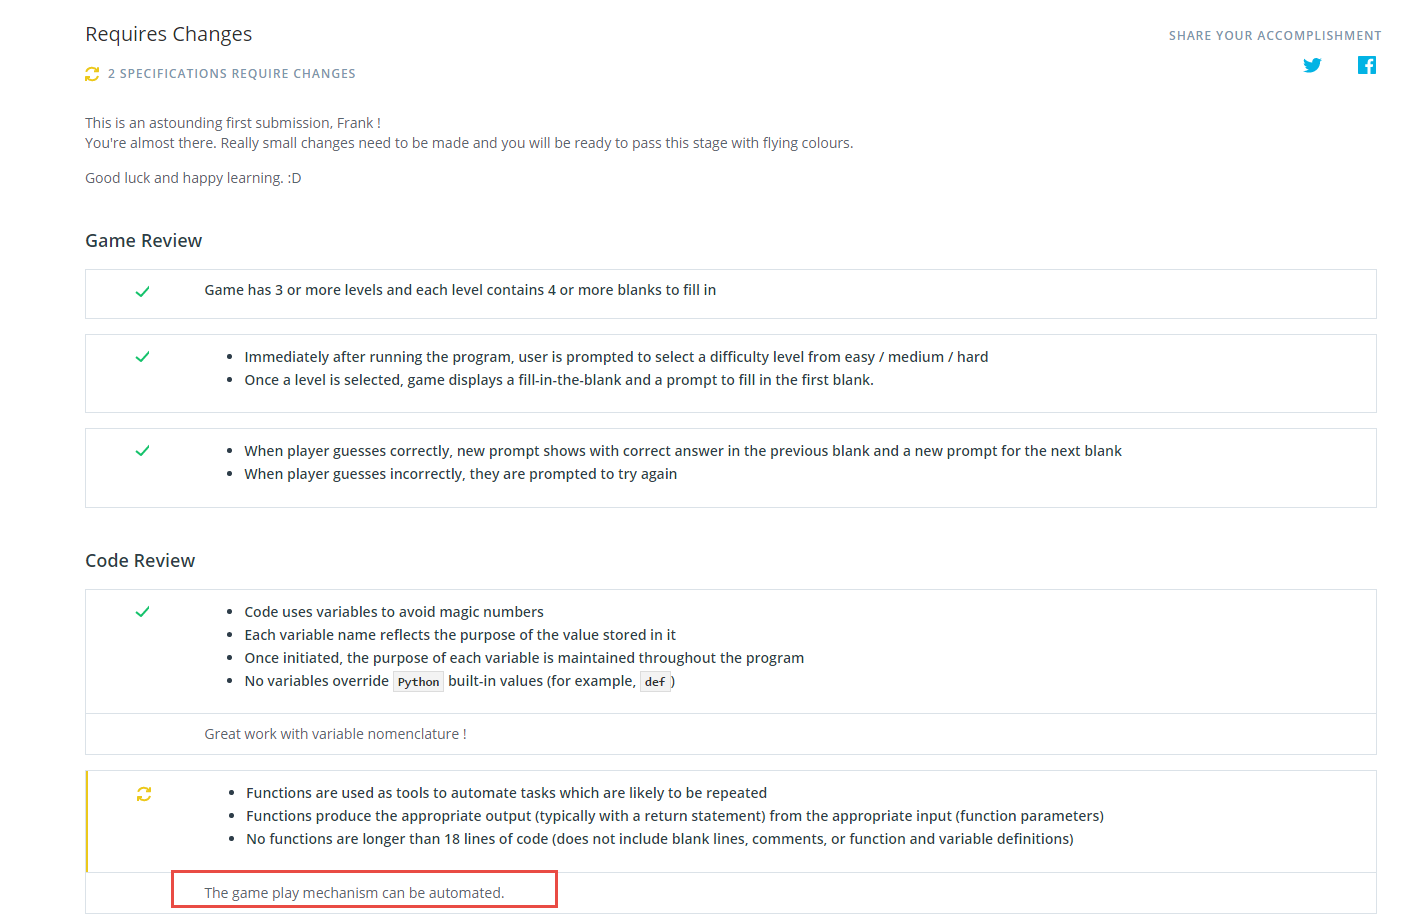 Requires Changes
SHARE YOUR ACCOMPLISHMENT
2 SPECIFICATIONS REQUIRE CHANGES
This is an astounding first submission, Frank !
You're almost there. Really small changes need to be made and you will be ready to pass this stage with flying colours.
Good luck and happy learning. :D
Game Review
Game has 3 or more levels and each level contains 4 or more blanks to fill in
• Immediately after running the program, user is prompted to select a difficulty level from easy / medium / hard
• Once a level is selected, game displays a fill-in-the-blank and a prompt to fill in the first blank.
• When player guesses correctly, new prompt shows with correct answer in the previous blank and a new prompt for the next blank
• When player guesses incorrectly, they are prompted to try again
Code Review
• Code uses variables to avoid magic numbers
• Each variable name reflects the purpose of the value stored in it
• Once initiated, the purpose of each variable is maintained throughout the program
• No variables override Python built-in values (for example, def)
Great work with variable nomenclature !
• Functions are used as tools to automate tasks which are likely to be repeated
• Functions produce the appropriate output (typically with a return statement) from the appropriate input (function parameters)
• No functions are longer than 18 lines of code (does not include blank lines, comments, or function and variable definitions)
The game play mechanism can be automated.